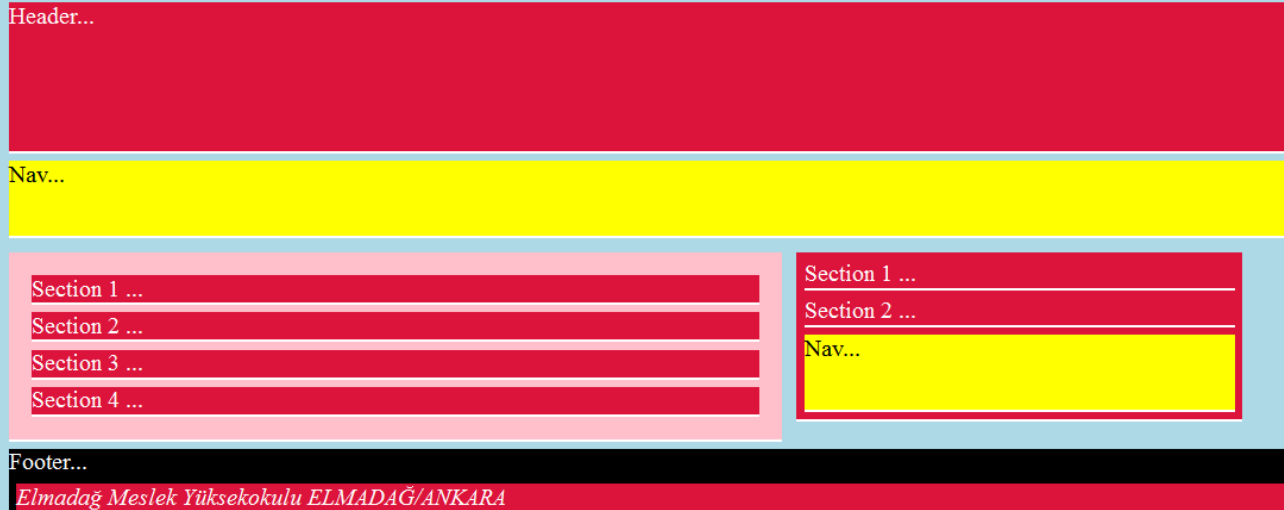 Header...
Nav...
Section 1 ...
Section 2 ...
Section 3 ...
Section 4 ...
Section 1 ...
Section 2 ...
Nav...
Footer...
Elmadağ Meslek Yüksekokulu ELMADAĞ/ANKARA